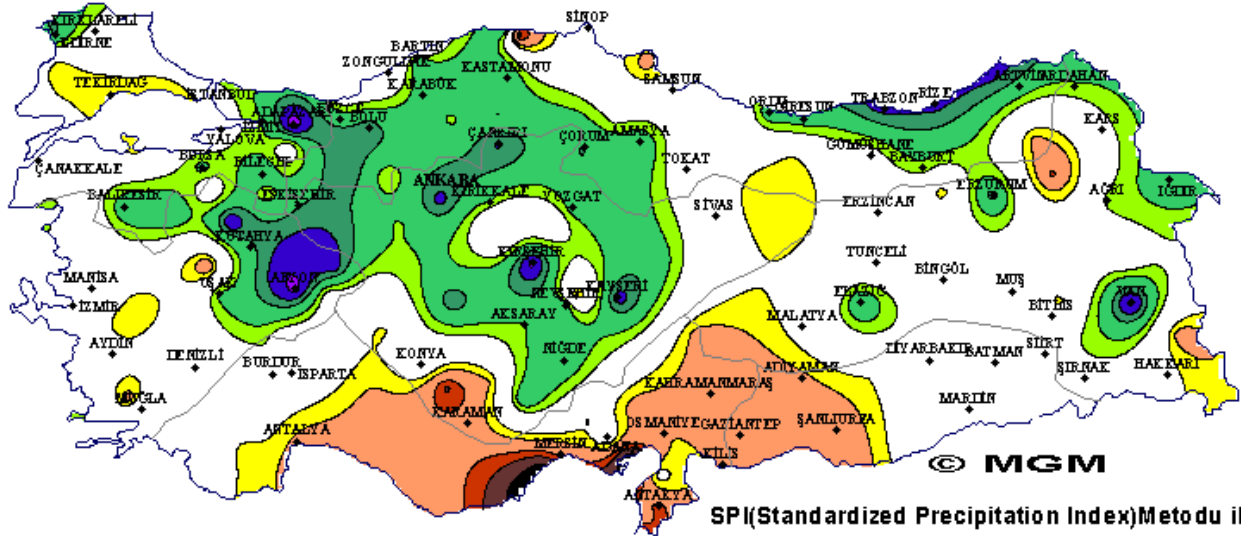 SİNOP
KIRKLARELİ
EDİRNE
BARTIN
ZONGULDAK
KASTAMONU
KARABÜK
SAMSUN
TEKİRDAG
İSTANBUL
ADAPAZARI
BOLU
YALOVA
ORDU
GİRESUN
TRABZON
RİZE
ARTVİN
ARDAHAN
KARS
ÇANKIRI
ÇORUM
AMASYA
TOKAT
GÜMÜŞHANE
BAYBURT
ÇANAKKALE
BURSA
BİLECİK
BALIKESİR
ESKİŞEHİR
ANKARA
KIRIKKALE
YOZGAT
SİVAS
ERZİNCAN
ERZURUM
AĞRI
IĞDIR
KÜTAHYA
MANİSA
İZMİR
UŞAK
AFYON
KIRŞEHİR
NEVŞEHİR
KAYSERİ
AKSARAY
TUNCELİ
BİNGÖL
MUŞ
ELAZIĞ
BİTLİS
VAN
MALATYA
AYDIN
DENİZLİ
BURDUR
ISPARTA
KONYA
NİĞDE
DİYARBAKIR
BATMAN
SİİRT
ŞIRNAK
HAKKARİ
MUGLA
ANTALYA
KARAMAN
MERSİN
ADANA
KAHRAMANMARAŞ
ADIYAMAN
OSMANİYE
GAZİANTEP
ŞANLIURFA
MARDİN
KİLİS
ANTAKYA
© MGM
SPI(Standardized Precipitation Index)Metodu il